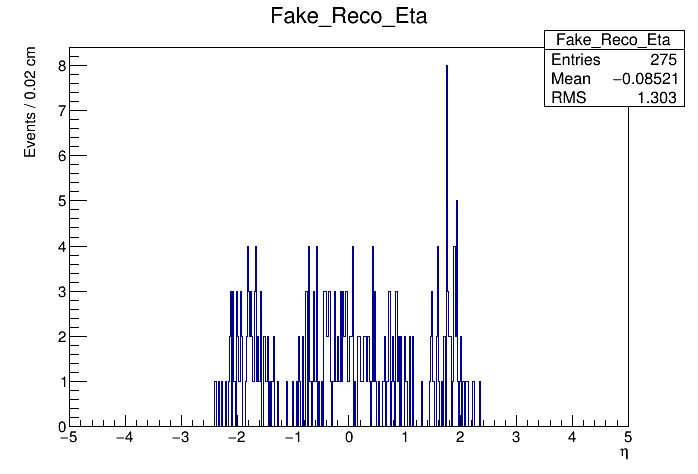 Fake_Reco_Eta
Fake_Reco_Eta
Entries 275
Mean −0.08521
RMS 1.303
Events / 0.02 cm
8
7
6
5
4
3
2
1
0
−5 −4 −3 −2 −1 0 1 2 3 4 5
η